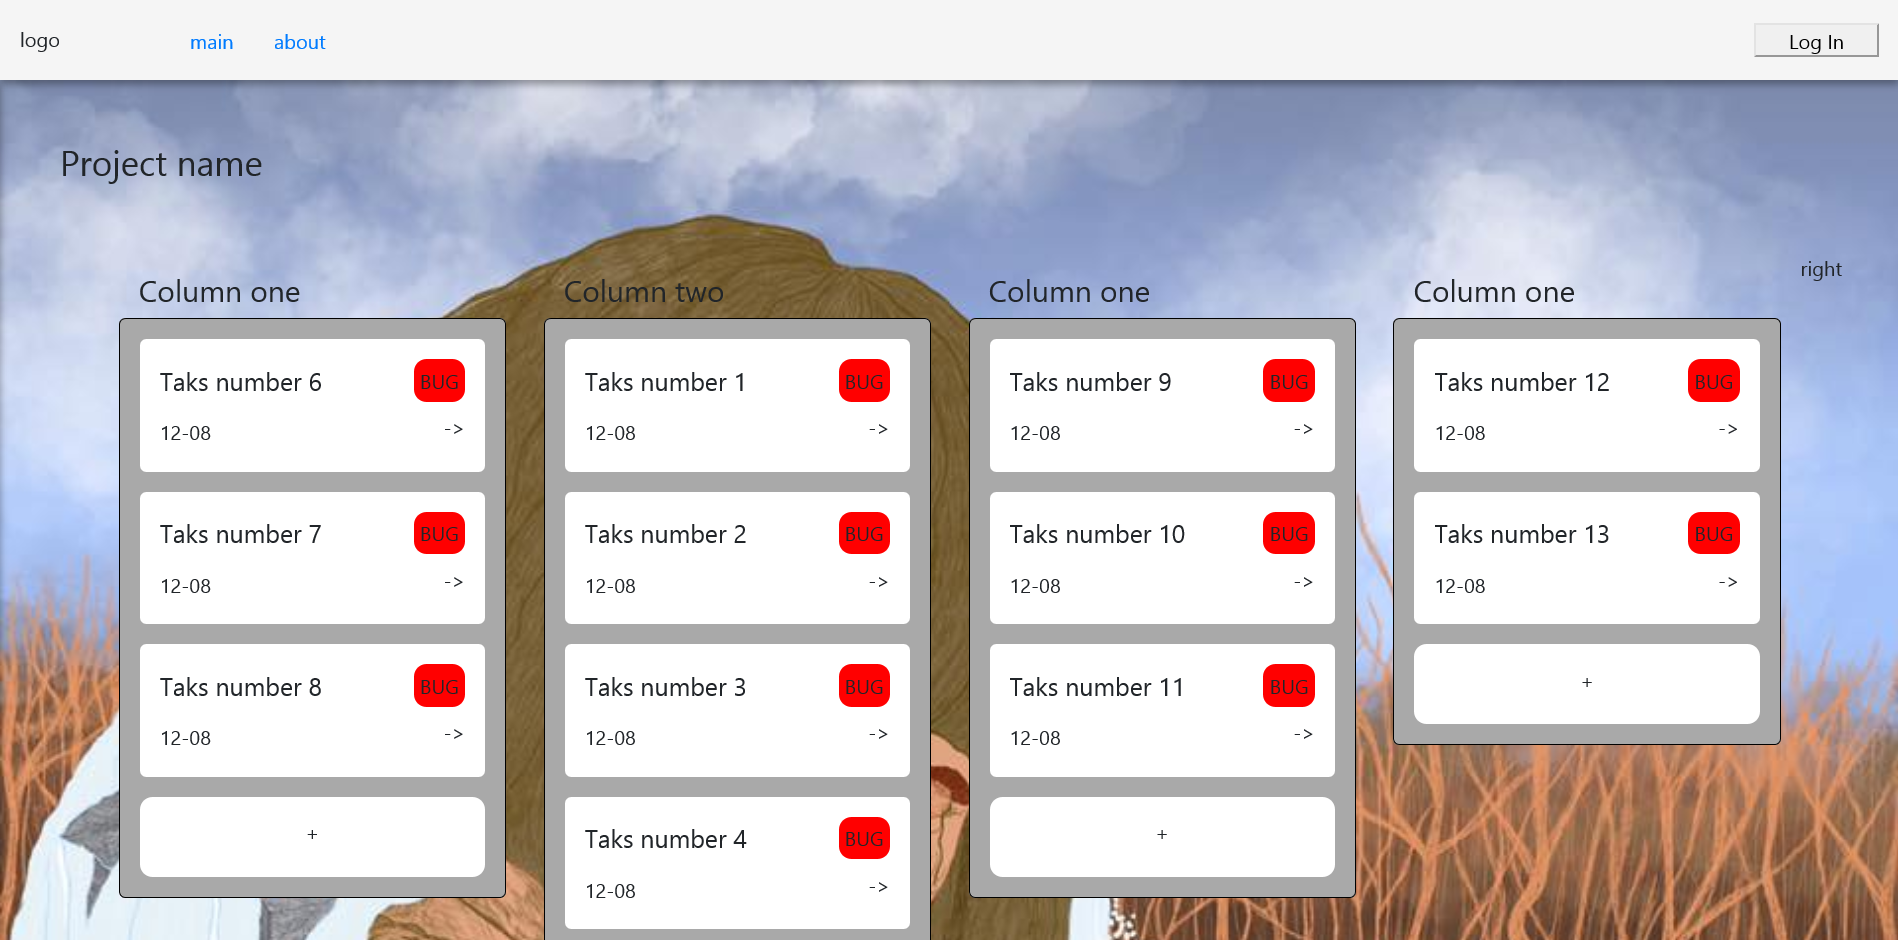 logo
main
about
Log In
Project name
right
Column one
Taks number 6
BUG
12-08
->
Taks number 7
BUG
12-08
->
Taks number 8
BUG
12-08
->
+
Column two
Taks number 1
BUG
12-08
->
Taks number 2
BUG
12-08
->
Taks number 3
BUG
12-08
->
Taks number 4
BUG
12-08
->
Column one
Taks number 9
BUG
12-08
->
Taks number 10
BUG
12-08
->
Taks number 11
BUG
12-08
->
+
Column one
Taks number 12
BUG
12-08
->
Taks number 13
BUG
12-08
->
+